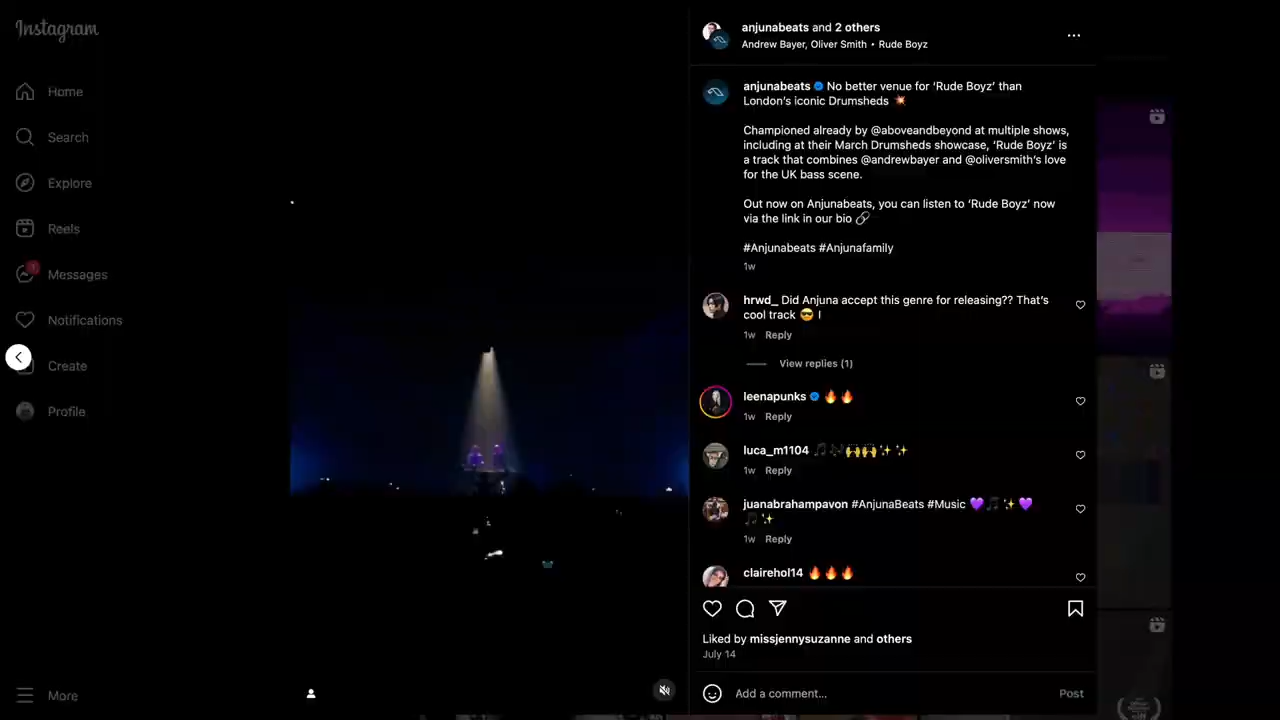 Instagram
Home
Search
Explore
Reels
1
Messages
Notifications
Create
Profile
More
anjunabeats and 2 others
Andrew Bayer, Oliver Smith • Rude Boyz
anjunabeats No better venue for ‘Rude Boyz’ than
London’s iconic Drumsheds 💥
Championed already by @aboveandbeyond at multiple shows,
including at their March Drumsheds showcase, ‘Rude Boyz’ is
a track that combines @andrewbayer and @oliversmith’s love
for the UK bass scene.
Out now on Anjunabeats, you can listen to ‘Rude Boyz’ now
via the link in our bio 🔗
#Anjunabeats #Anjunafamily
1w
hrwd_ Did Anjuna accept this genre for releasing?? That’s
cool track 😎 I
1w Reply
View replies (1)
leenapunks 🔥🔥
1w Reply
luca_m1104 🎵🎶🙌🙌✨✨
1w Reply
juanabrahampavon #AnjunaBeats #Music 💜🎵✨💜
🎵✨
1w Reply
clairehol14 🔥🔥🔥
Liked by missjennysuzanne and others
July 14
Add a comment...
Post